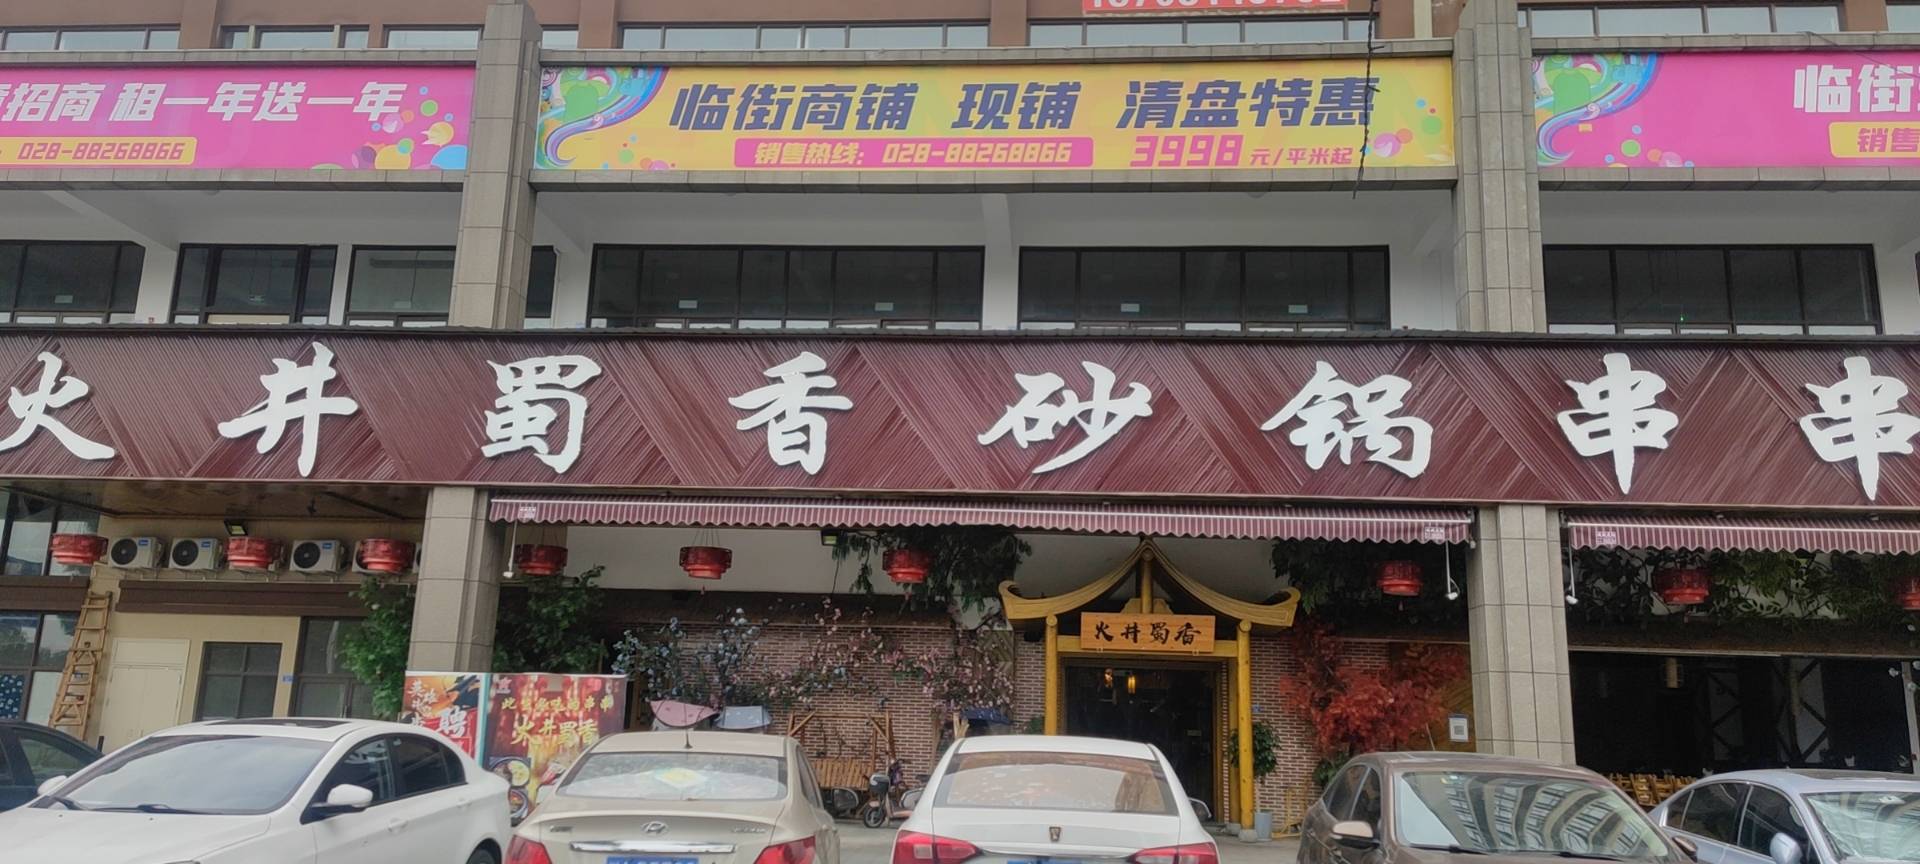 招商 租一年送一年
028-88268866
临街商铺 现铺 清盘特惠
销售热线：028-88268866 3998元/平米起
临街
销售
火井蜀香砂锅串串
火井蜀香
聘
火井蜀香